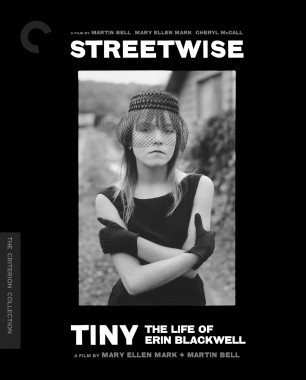 A FILM BY MARTIN BELL MARY ELLEN MARK CHERYL McCALL
STREETWISE
THE CRITERION COLLECTION
TINY THE LIFE OF
ERIN BLACKWELL
A FILM BY MARY ELLEN MARK + MARTIN BELL